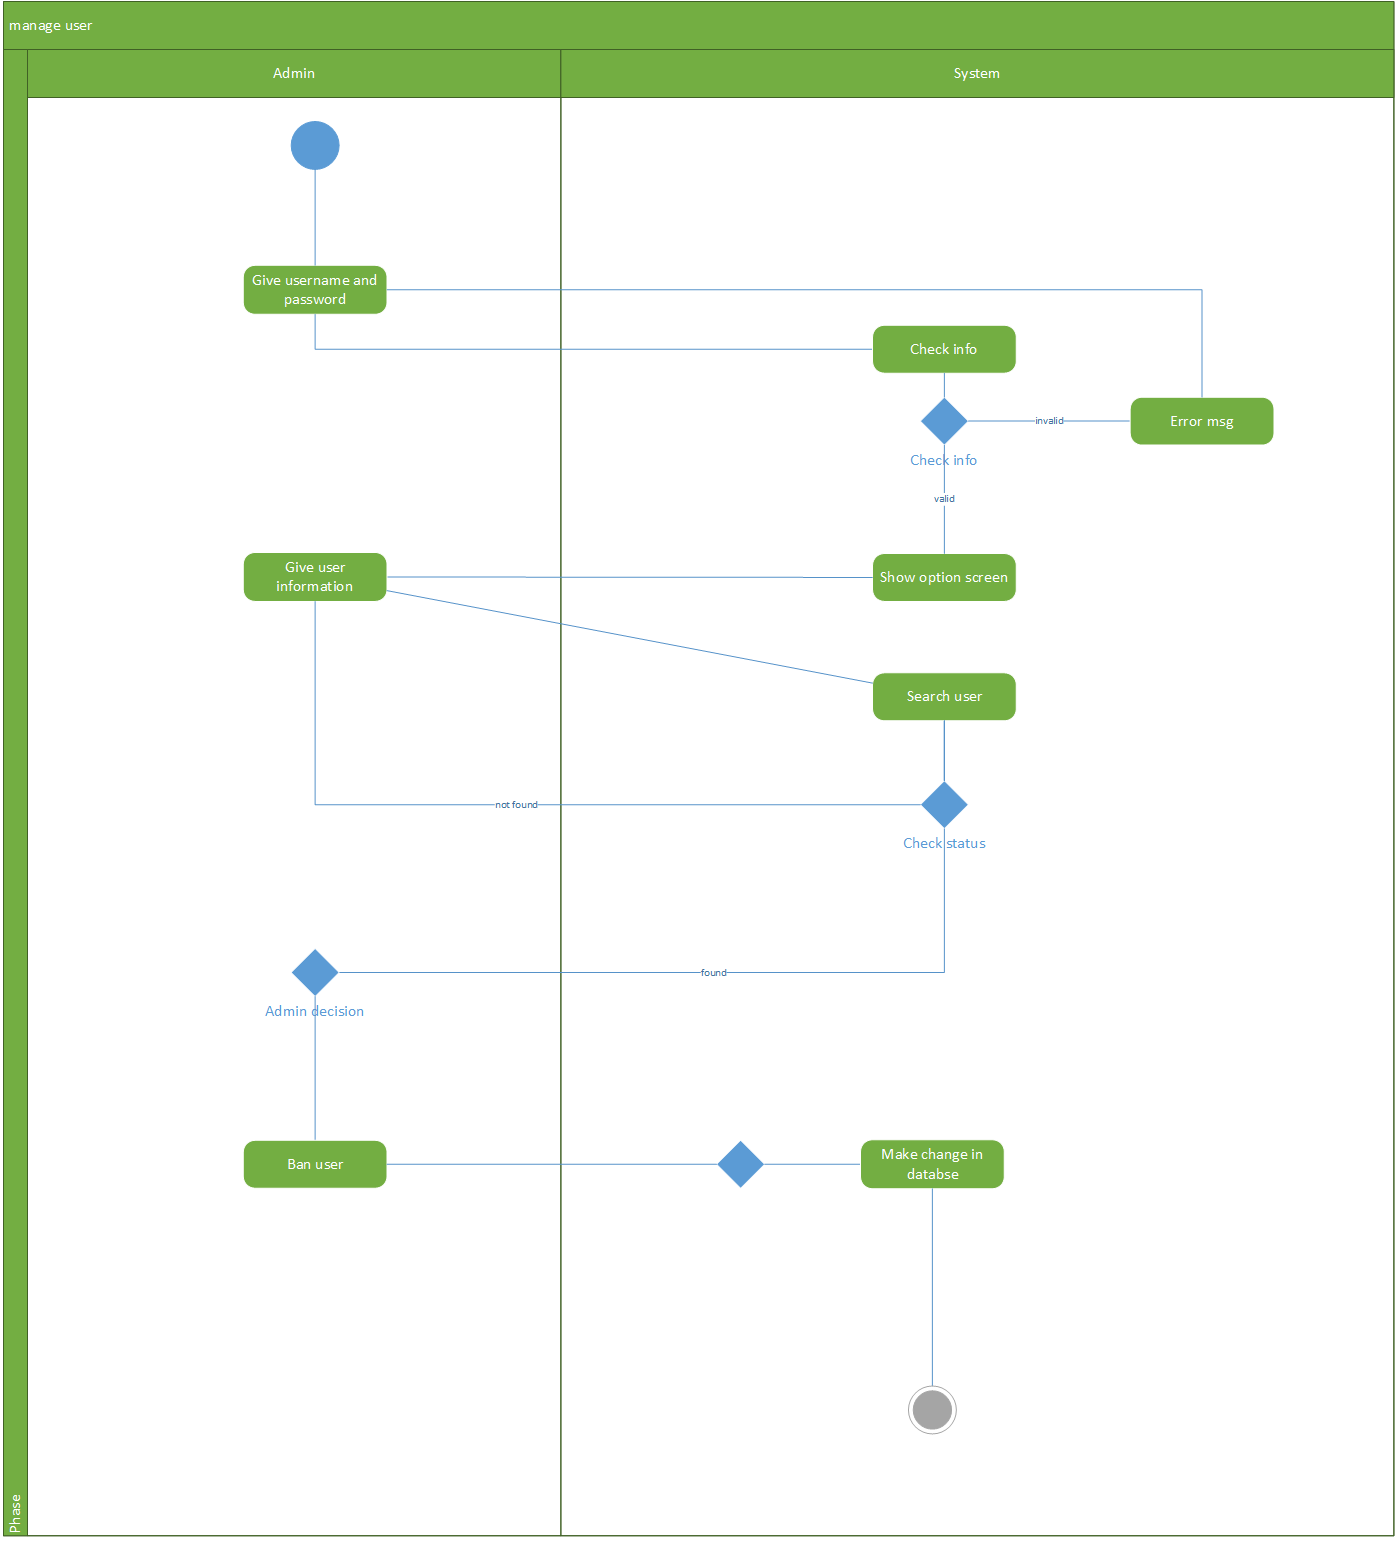 manage user
Admin
System
Give username and
password
Check info
invalid
Error msg
Check info
valid
Give user
information
Show option screen
Search user
not found
Check status
found
Admin decision
Ban user
Make change in
databse
Phase